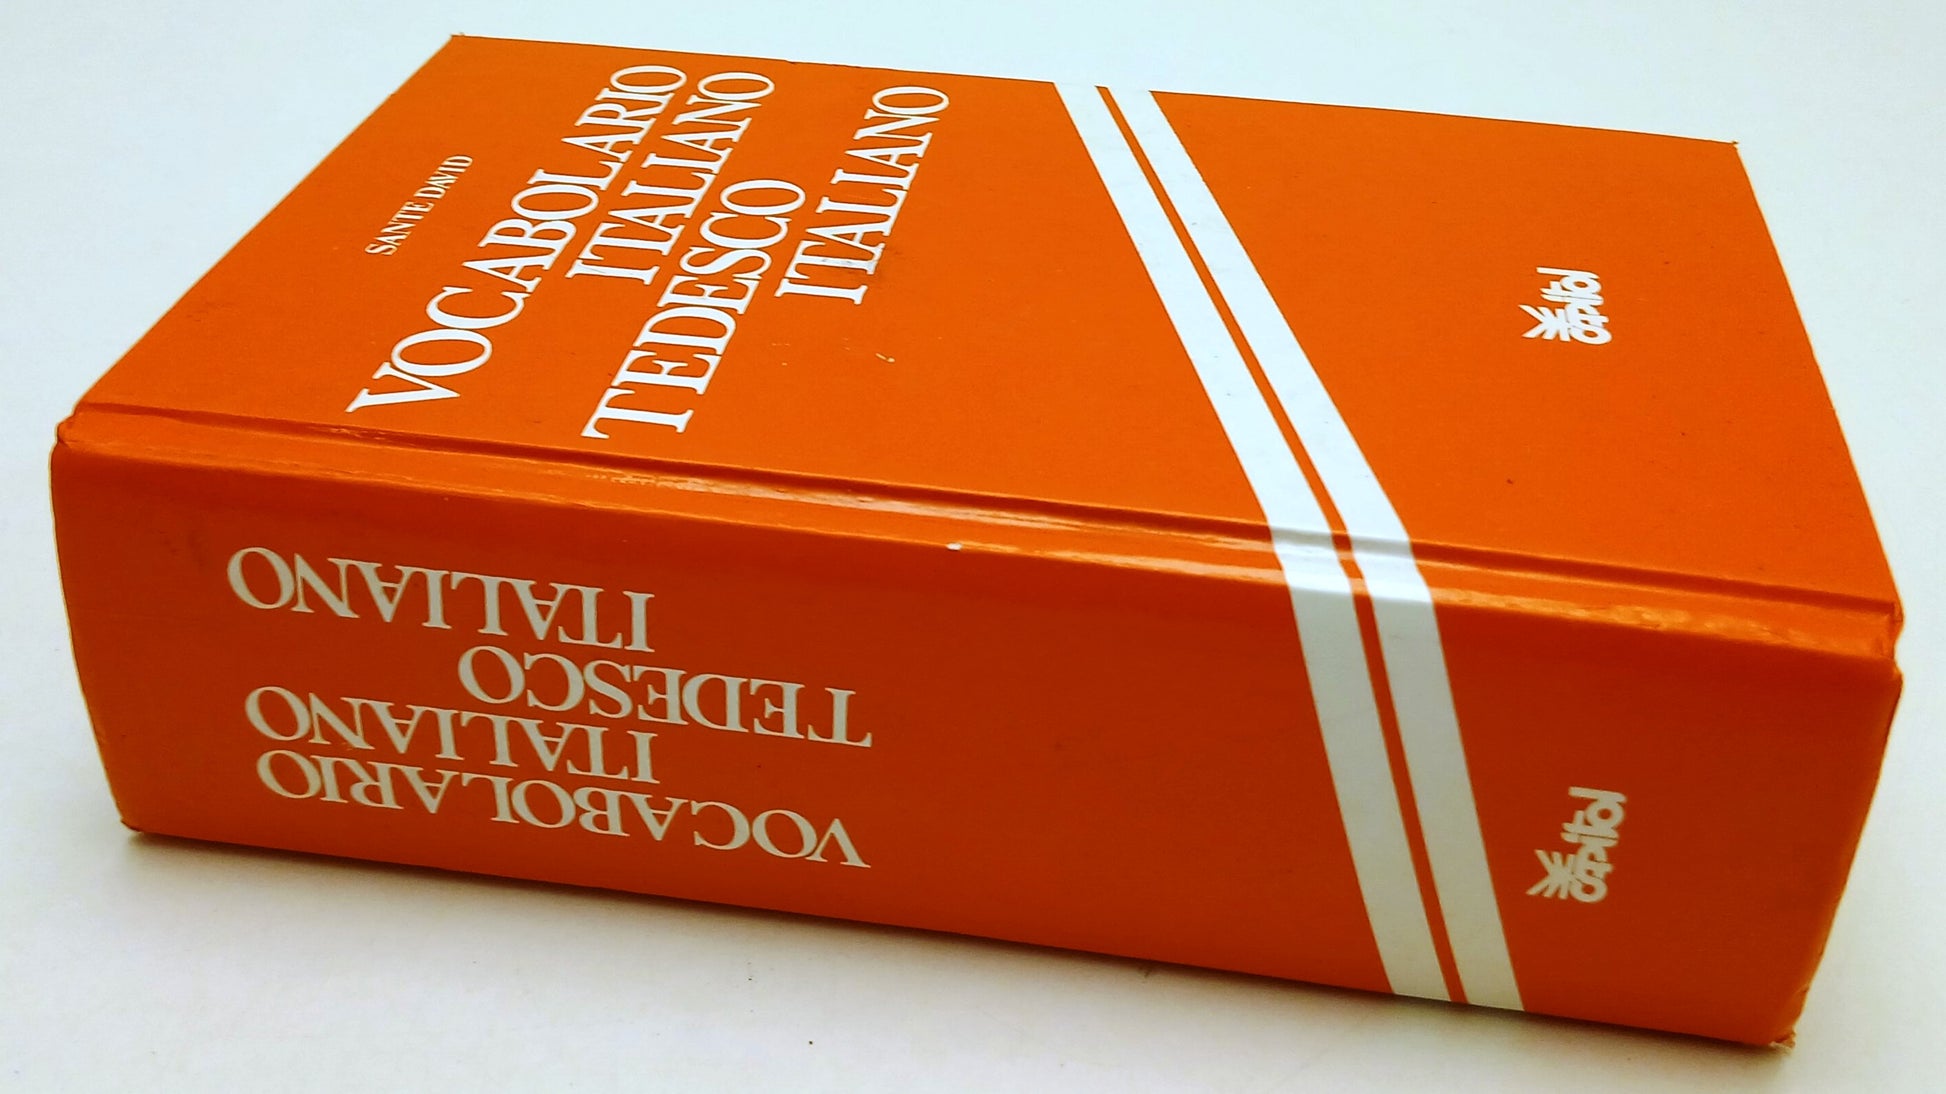 SANTE DAVID
VOCABOLARIO
ITALIANO
TEDESCO
ITALIANO
capitol
VOCABOLARIO
ITALIANO
TEDESCO
ITALIANO
capitol